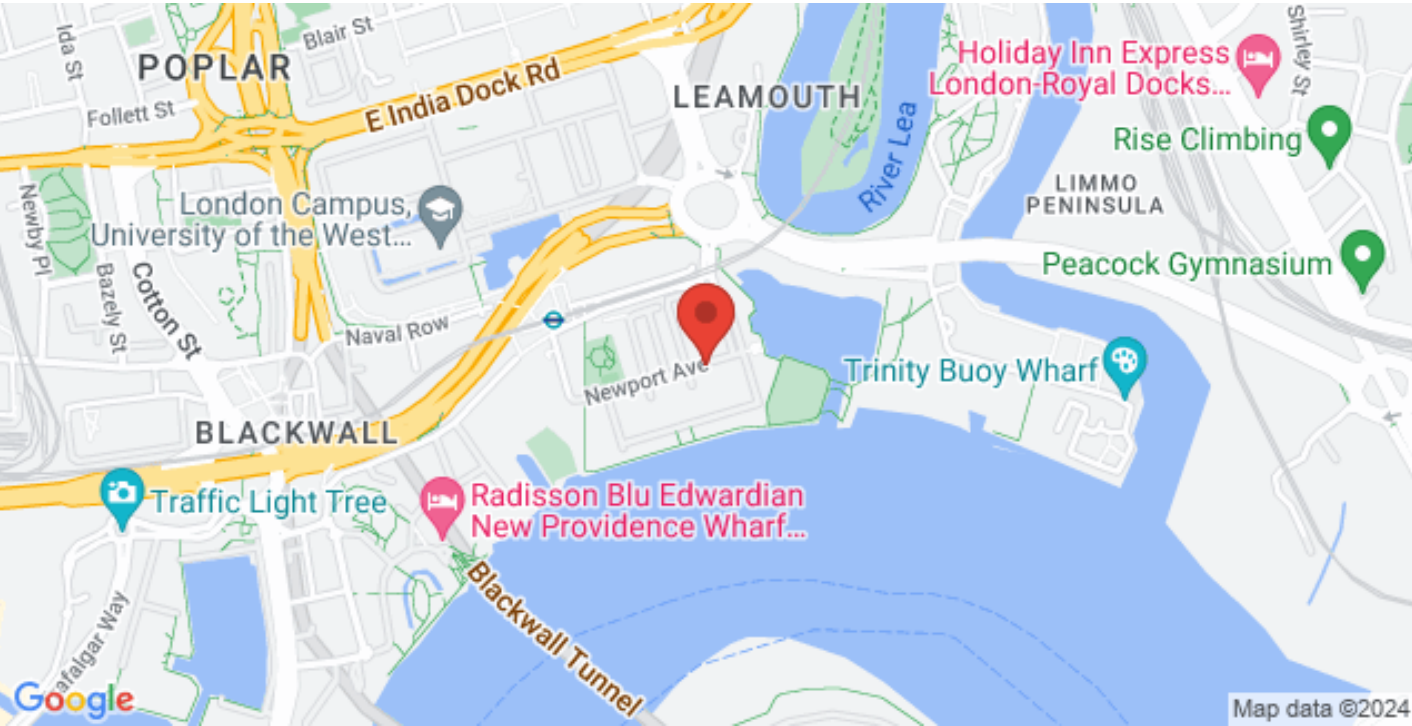 Ida St
Blair St
POPLAR
Follett St
E India Dock Rd
LEAMOUTH
Holiday Inn Express
London-Royal Docks...
Shirley St
Rise Climbing
River Lea
LIMMO
PENINSULA
London Campus,
University of the West...
Newby Pl
Bazely St
Cotton St
Naval Row
Peacock Gymnasium
Newport Ave
Trinity Buoy Wharf
BLACKWALL
Traffic Light Tree
Radisson Blu Edwardian
New Providence Wharf...
Blackwall Tunnel
afalgar Way
Google
Map data ©2024